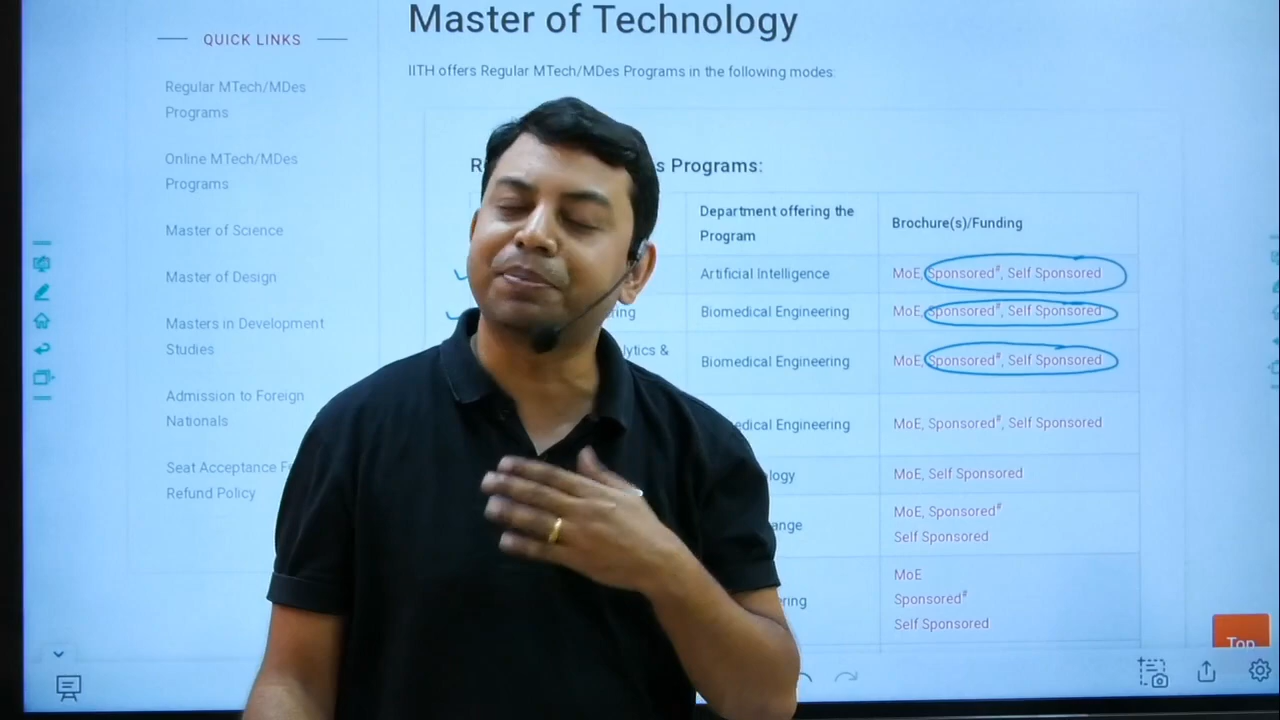 Master of Technology
QUICK LINKS
IITH offers Regular MTech/MDes Programs in the following modes:
Regular MTech/MDes
Programs
Online MTech/MDes
Programs
Master of Science
Master of Design
Masters in Development
Studies
Admission to Foreign
Nationals
Seat Acceptance
Refund Policy
Programs:
Department offering the
Program
Brochure(s)/Funding
Artificial Intelligence
MoE, Sponsored#, Self Sponsored
Biomedical Engineering
MoE, Sponsored#, Self Sponsored
&
Biomedical Engineering
MoE, Sponsored#, Self Sponsored
Engineering
MoE, Sponsored#, Self Sponsored
MoE, Self Sponsored
MoE, Sponsored#
Self Sponsored
MoE
Sponsored#
Self Sponsored
Top